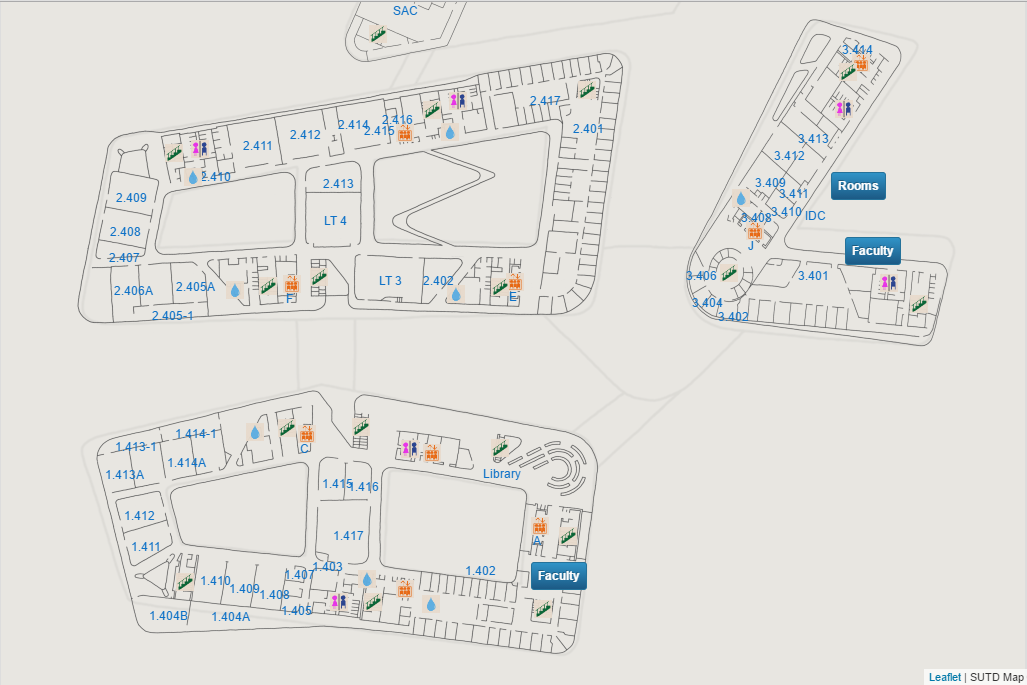 SAC
3.414
2.417
2.416
2.414
2.415
2.401
2.412
2.411
3.413
3.412
2.410
2.413
3.409
Rooms
2.409
3.411
3.410
IDC
3.408
LT 4
2.408
J
Faculty
2.407
3.406
3.401
2.406A
2.405A
LT 3
2.402
F
E
3.404
2.405-1
3.402
1.414-1
1.413-1
C
1.414A
1.413A
Library
1.415
1.416
1.412
1.417
A
1.411
1.403
1.407
1.402
Faculty
1.410
1.409
1.408
1.405
1.404B
1.404A
Leaflet | SUTD Map